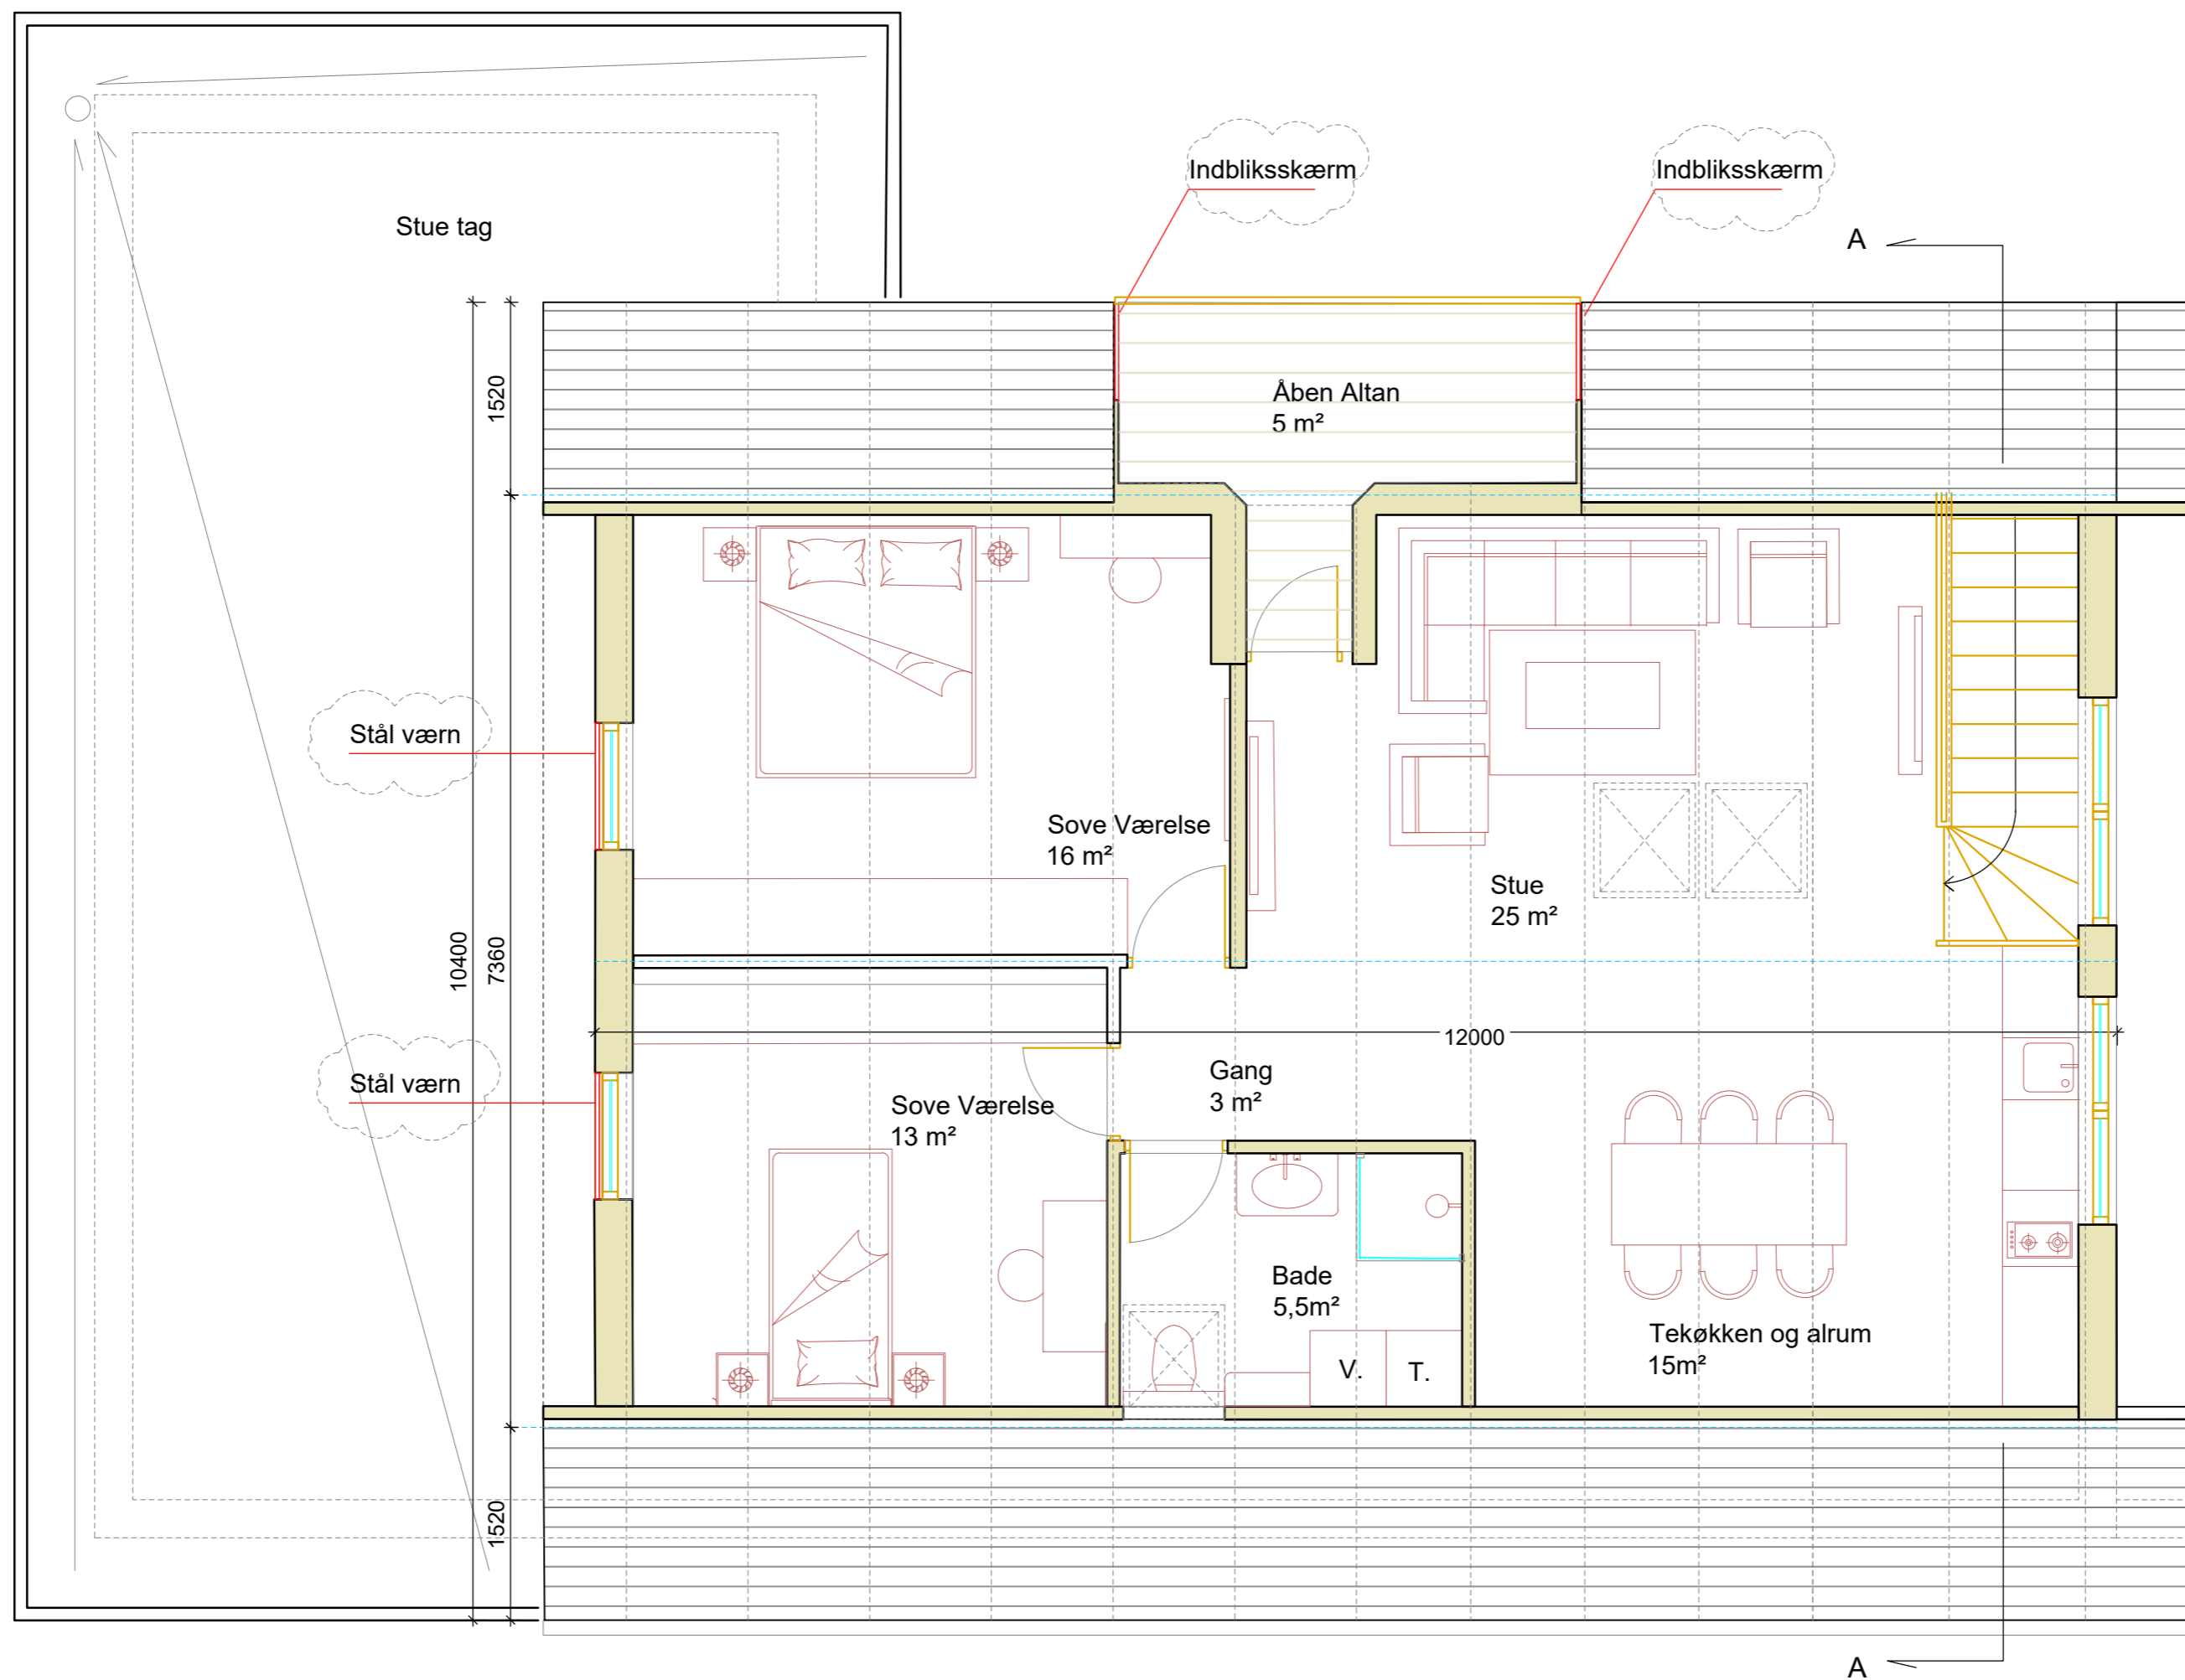 Indbliksskærm
Indbliksskærm
Stue tag
A
1520
Åben Altan
5 m²
Stål værn
Sove Værelse
16 m²
Stue
25 m²
10400
7360
12000
Gang
3 m²
Stål værn
Sove Værelse
13 m²
Bade
5,5m²
Tekøkken og alrum
15m²
V.
T.
1520
A